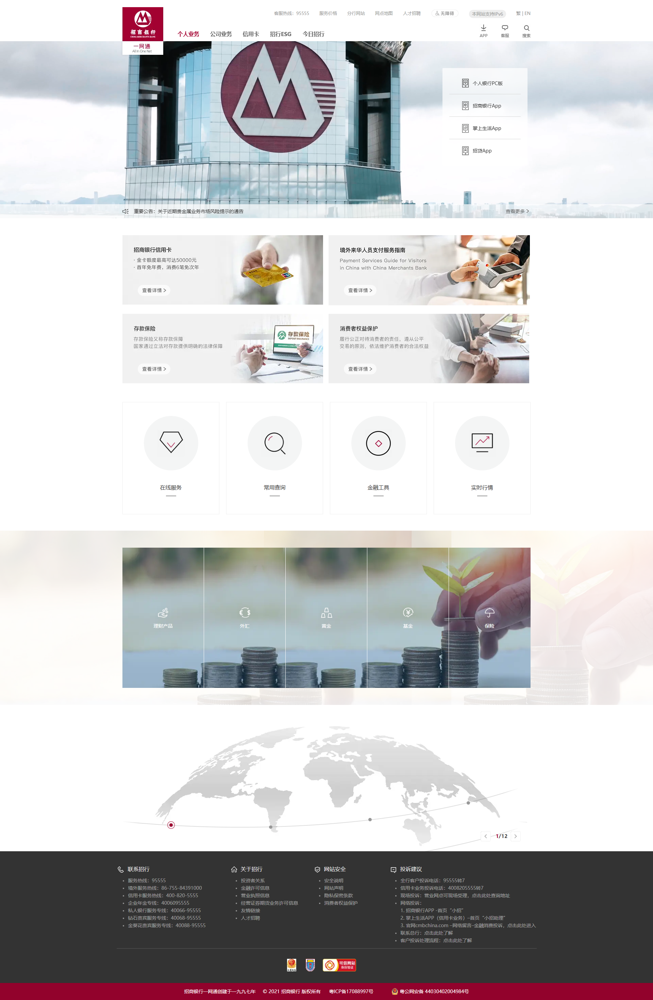 招商银行
CHINA MERCHANTS BANK
一网通
All In One Net
客服热线：95555
服务价格
分行网站
网点地图
人才招聘
无障碍
本网站支持IPv6
繁 | EN
个人业务
公司业务
信用卡
招行ESG
今日招行
APP
客服
搜索
个人银行PC版
招商银行App
掌上生活App
招贷App
重要公告：关于近期贵金属业务市场风险提示的通告
查看更多
招商银行信用卡
· 金卡额度最高可达50000元
· 首年免年费，消费6笔免次年
查看详情
境外来华人员支付服务指南
Payment Services Guide for Visitors
in China with China Merchants Bank
查看详情
存款保险
存款保险又称存款保障
国家通过立法对存款提供明确的法律保障
查看详情
存款保险
DEPOSIT INSURANCE
消费者权益保护
履行公正对待消费者的责任，遵从公平
交易的原则，依法维护消费者的合法权益
查看详情
在线服务
常用查询
金融工具
实时行情
理财产品
外汇
黄金
基金
保险
1/12
联系招行
服务热线：95555
境外服务热线：86-755-84391000
信用卡服务热线：400-820-5555
企业年金专线：4006095555
私人银行服务专线：40066-95555
钻石贵宾服务专线：40068-95555
金葵花贵宾服务专线：40088-95555
关于招行
投资者关系
金融许可信息
营业执照信息
经营证券期货业务许可信息
友情链接
人才招聘
网站安全
安全说明
网站声明
隐私保密条款
消费者权益保护
投诉建议
全行客户投诉电话：95555转7
信用卡业务投诉电话：4008205555转7
现场投诉：营业网点可现场受理，点击此处查询地址
网络投诉：
1. 招商银行APP -首页“小招”
2. 掌上生活APP（信用卡业务）–首页“小招助理”
3. 官网cmbchina.com –网络留言–金融消费投诉，点击此处进入
联系总行：点击此处了解
客户投诉处理流程：点击此处了解
可信网站
身份验证
招商银行一网通创建于一九九七年
© 2021 招商银行 版权所有
粤ICP备17088997号
粤公网安备 44030402004984号